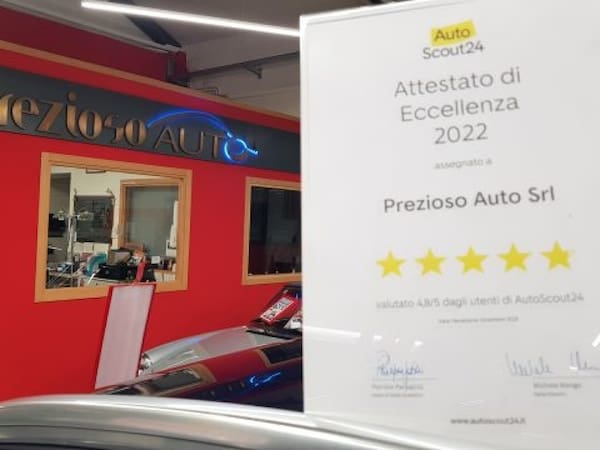 Prezioso AUTO
Auto
Scout24
Attestato di
Eccellenza
2022
assegnato a
Prezioso Auto Srl
valutato 4,8/5 dagli utenti di AutoScout24
www.autoscout24.it